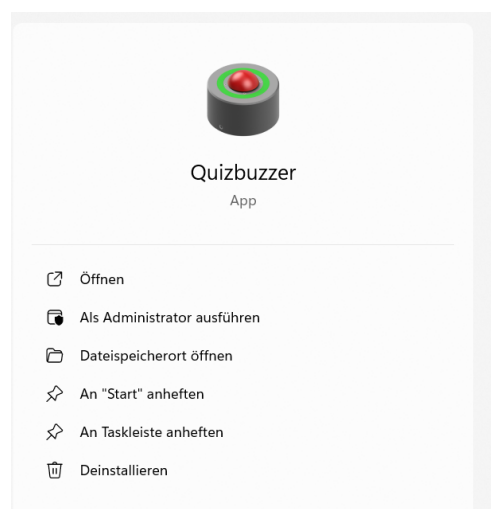 Quizbuzzer
App
Öffnen
Als Administrator ausführen
Dateispeicherort öffnen
An "Start" anheften
An Taskleiste anheften
Deinstallieren